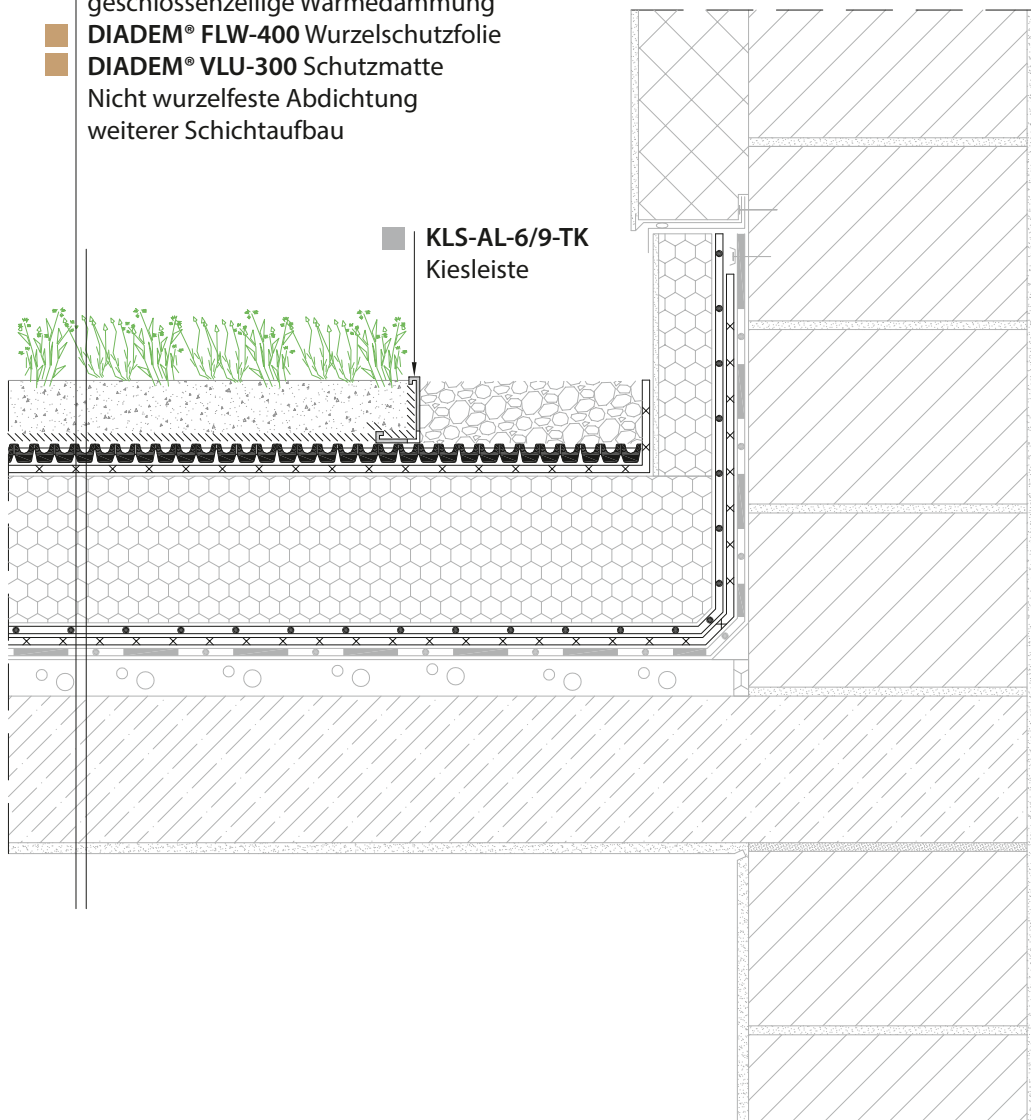 geschlossenzellige Wärmedämmung
DIADEM® FLW-400 Wurzelschutzfolie
DIADEM® VLU-300 Schutzmatte
Nicht wurzelfeste Abdichtung
weiterer Schichtaufbau
KLS-AL-6/9-TK
Kiesleiste